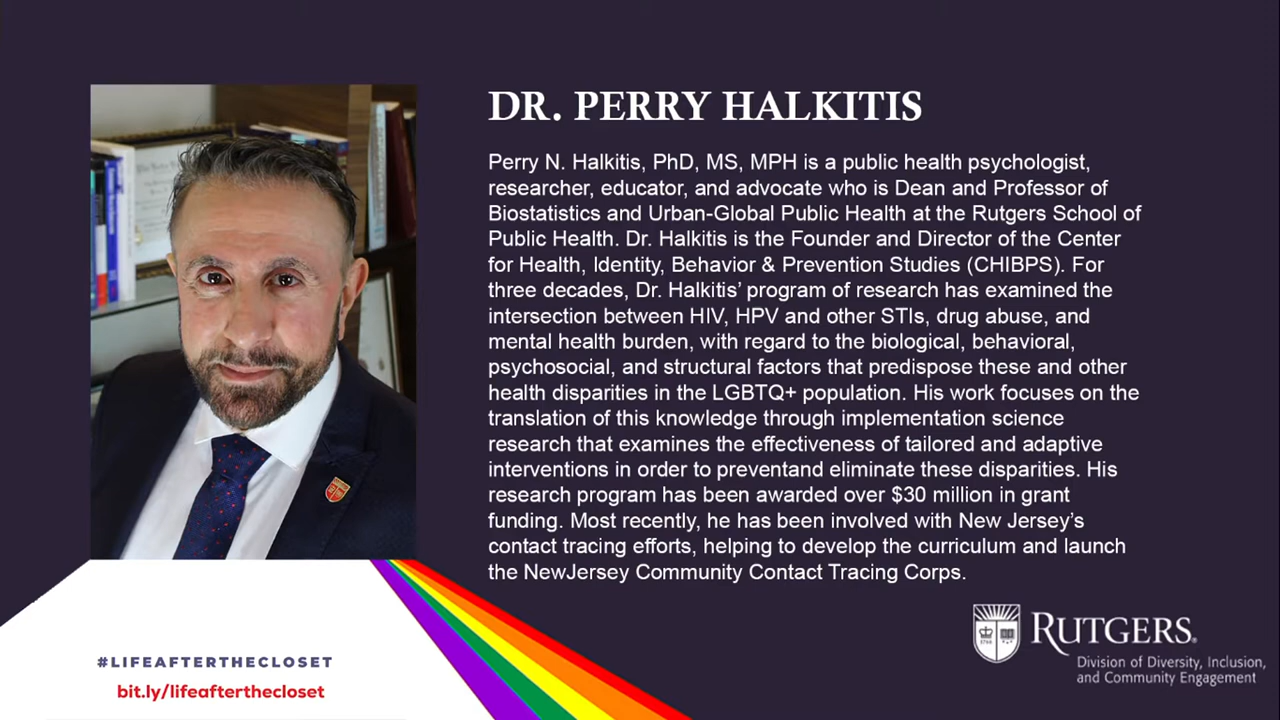 DR. PERRY HALKITIS
Perry N. Halkitis, PhD, MS, MPH is a public health psychologist,
researcher, educator, and advocate who is Dean and Professor of
Biostatistics and Urban-Global Public Health at the Rutgers School of
Public Health. Dr. Halkitis is the Founder and Director of the Center
for Health, Identity, Behavior & Prevention Studies (CHIBPS). For
three decades, Dr. Halkitis’ program of research has examined the
intersection between HIV, HPV and other STIs, drug abuse, and
mental health burden, with regard to the biological, behavioral,
psychosocial, and structural factors that predispose these and other
health disparities in the LGBTQ+ population. His work focuses on the
translation of this knowledge through implementation science
research that examines the effectiveness of tailored and adaptive
interventions in order to preventand eliminate these disparities. His
research program has been awarded over $30 million in grant
funding. Most recently, he has been involved with New Jersey’s
contact tracing efforts, helping to develop the curriculum and launch
the NewJersey Community Contact Tracing Corps.
#LIFEAFTERTHECLOSET
bit.ly/lifeafterthecloset
1766
RUTGERS
Division of Diversity, Inclusion,
and Community Engagement